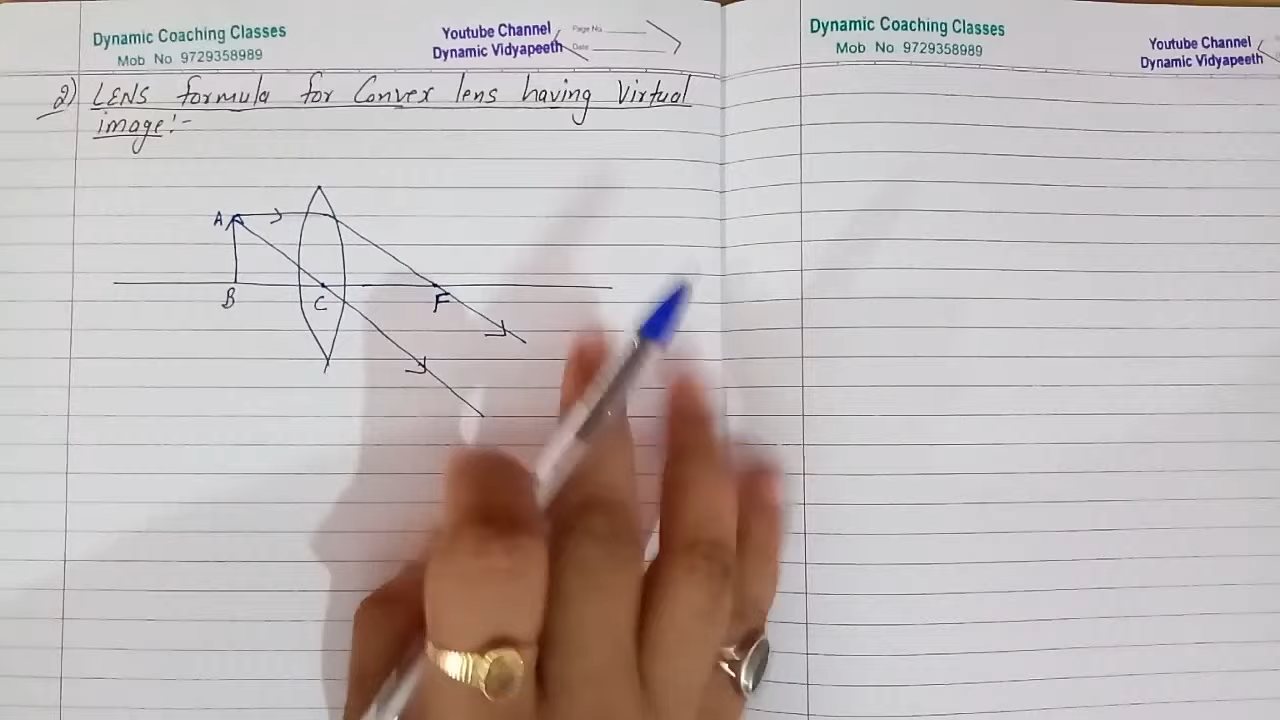 Dynamic Coaching Classes
Mob No 9729358989
Youtube Channel
Dynamic Vidyapeeth
Page No.
Date
2) LENS formula for Convex lens having Virtual
image:-
A
B
C
F
Dynamic Coaching Classes
Mob No 9729358989
Youtube Channel
Dynamic Vidyapeeth